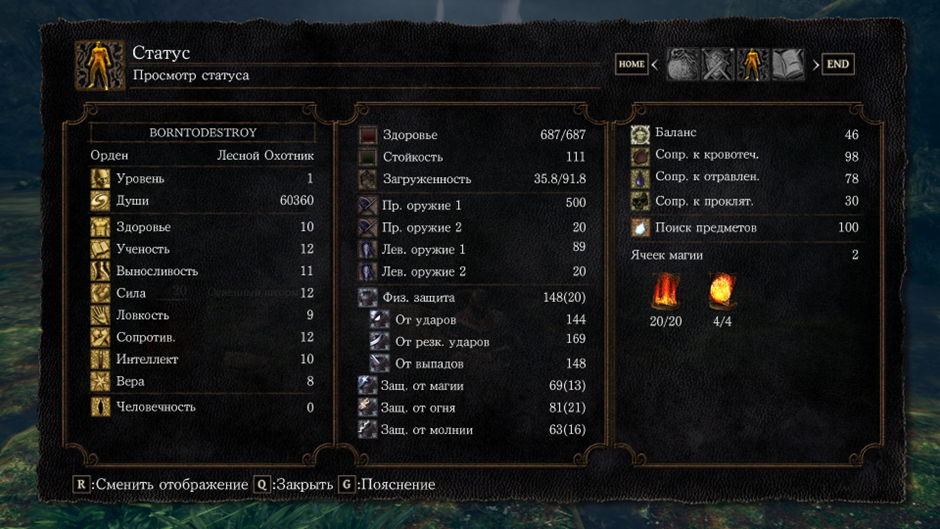 Статус
Просмотр статуса
HOME < > END
BORNTODESTROY
Орден Лесной Охотник
Уровень 1
Души 60360
Здоровье 10
Ученость 12
Выносливость 11
Сила 12
Ловкость 9
Сопротив. 12
Интеллект 10
Вера 8
Человечность 0
Здоровье 687/687
Стойкость 111
Загруженность 35.8/91.8
Пр. оружие 1 500
Пр. оружие 2 20
Лев. оружие 1 89
Лев. оружие 2 20
Физ. защита 148(20)
От ударов 144
От резк. ударов 169
От выпадов 148
Защ. от магии 69(13)
Защ. от огня 81(21)
Защ. от молнии 63(16)
Баланс 46
Сопр. к кровотеч. 98
Сопр. к отравлен. 78
Сопр. к проклят. 30
Поиск предметов 100
Ячеек магии 2
20/20 4/4
R:Сменить отображение Q:Закрыть G:Пояснение